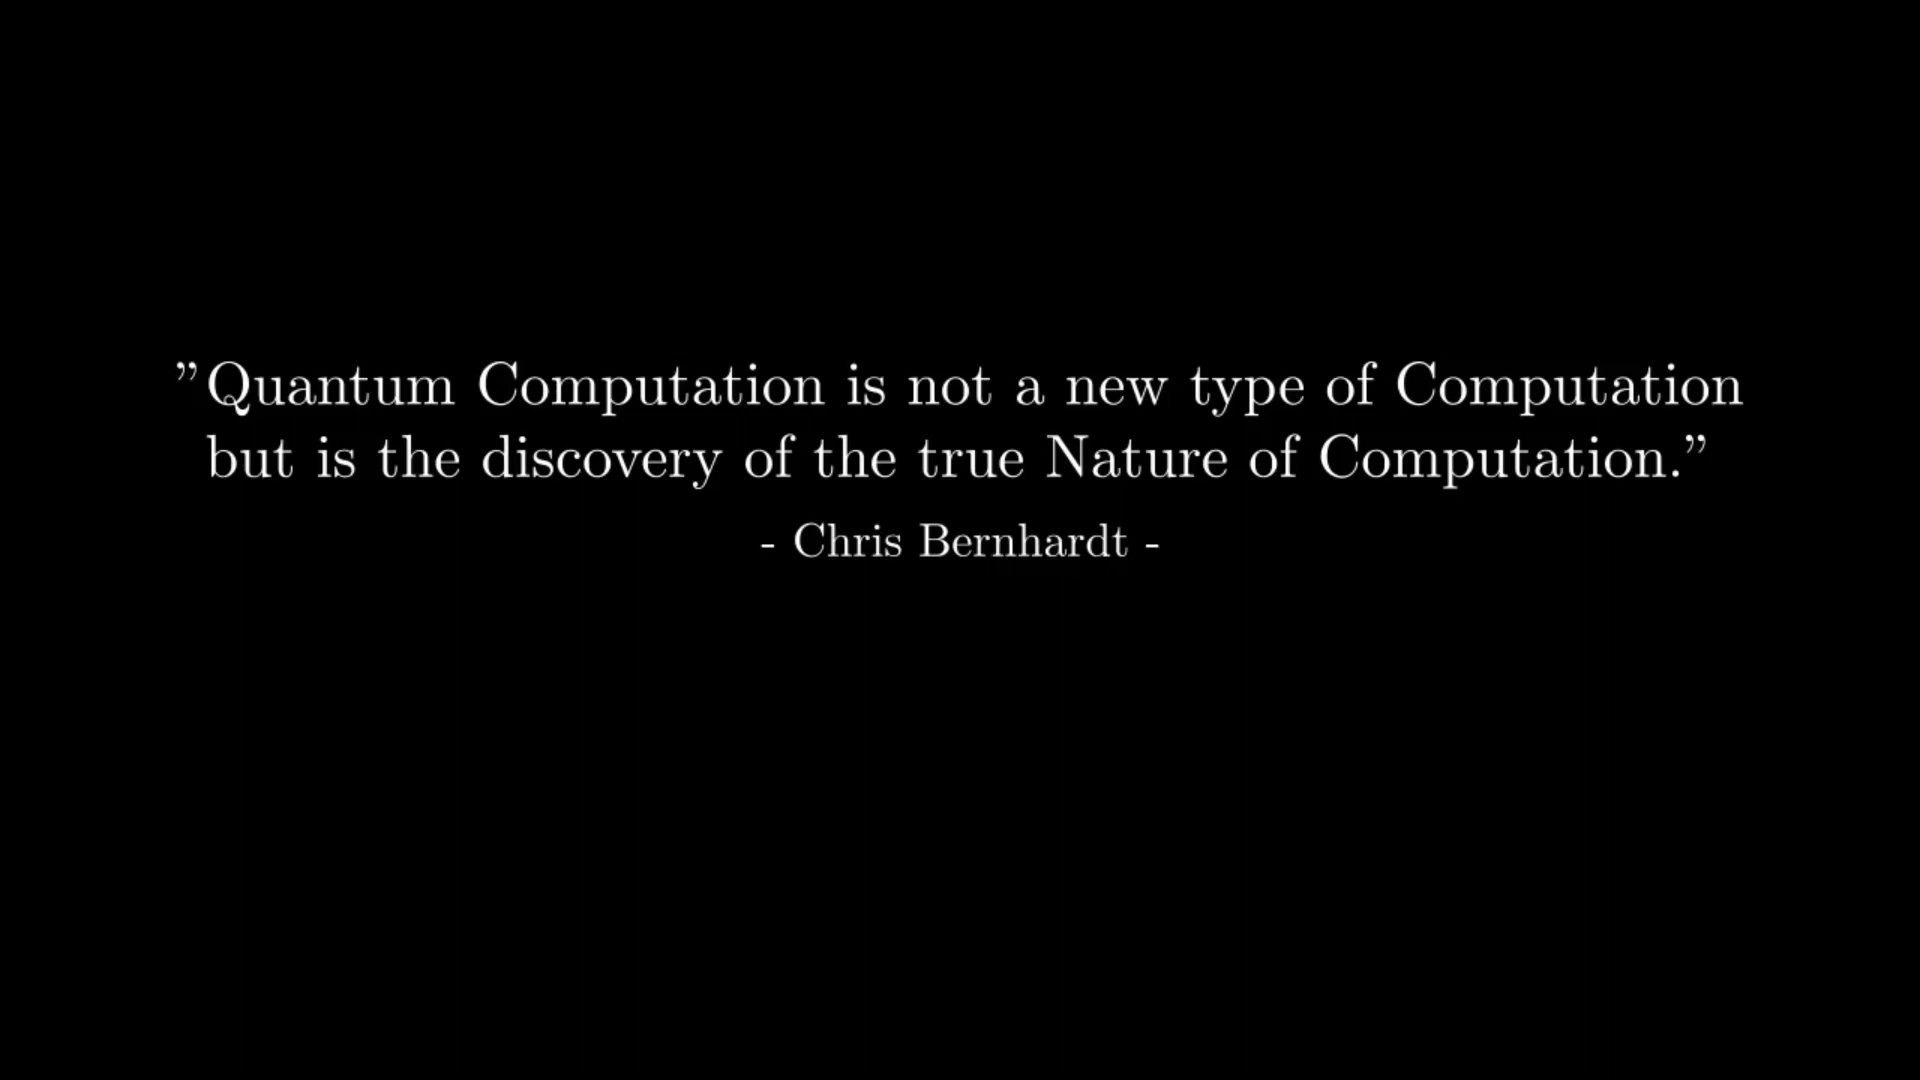 ”Quantum Computation is not a new type of Computation
but is the discovery of the true Nature of Computation.”
- Chris Bernhardt -